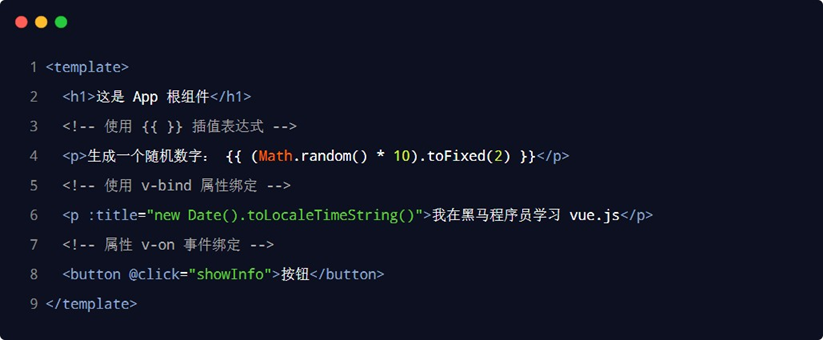 1 <template>
2 <h1>这是 App 根组件</h1>
3 <!-- 使用 {{ }} 插值表达式 -->
4 <p>生成一个随机数字： {{ (Math.random() * 10).toFixed(2) }}</p>
5 <!-- 使用 v-bind 属性绑定 -->
6 <p :title="new Date().toLocaleTimeString()">我在黑马程序员学习 vue.js</p>
7 <!-- 属性 v-on 事件绑定 -->
8 <button @click="showInfo">按钮</button>
9 </template>